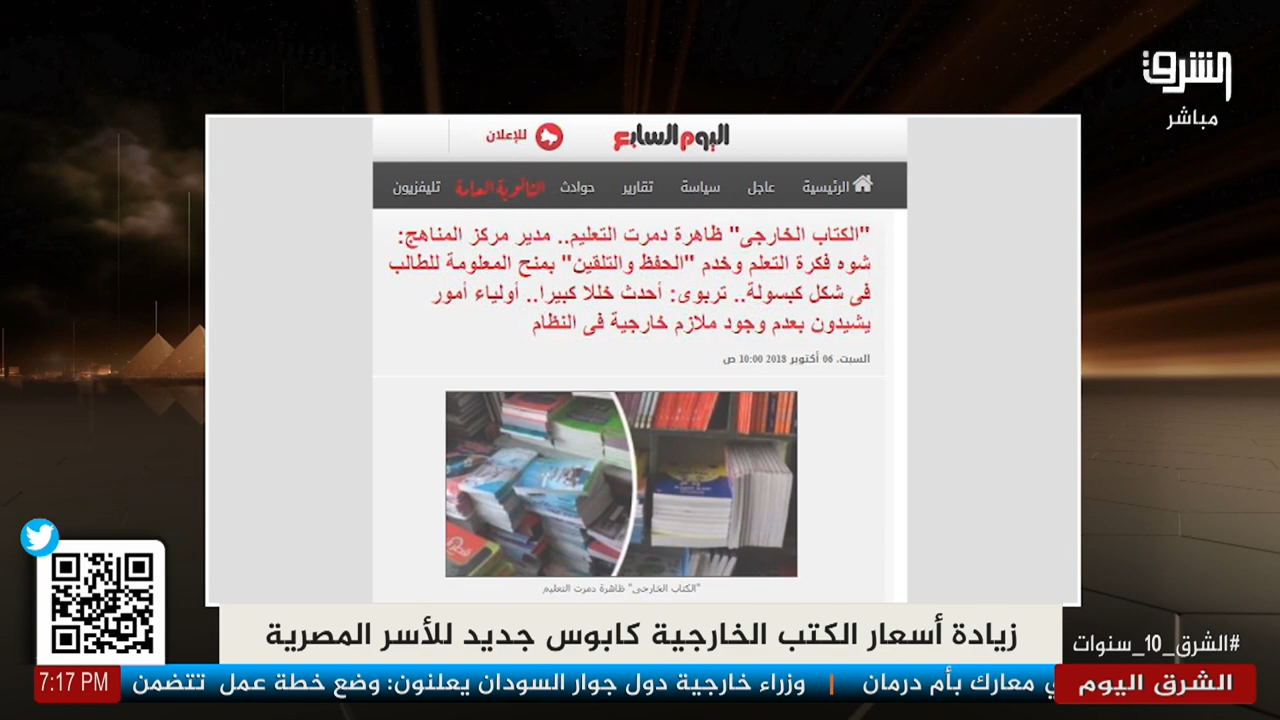 الشرق
مباشر
اليوم السابع
للإعلان
الرئيسية عاجل سياسة تقارير حوادث الثانوية العامة تليفزيون
"الكتاب الخارجى" ظاهرة دمرت التعليم.. مدير مركز المناهج:
شوه فكرة التعلم وخدم "الحفظ والتلقين" بمنح المعلومة للطالب
فى شكل كبسولة.. تربوى: أحدث خللا كبيرا.. أولياء أمور
يشيدون بعدم وجود ملازم خارجية فى النظام
السبت، 06 أكتوبر 2018 10:00 ص
"الكتاب الخارجى" ظاهرة دمرت التعليم
زيادة أسعار الكتب الخارجية كابوس جديد للأسر المصرية
#الشرق_10_سنوات
الشرق اليوم
ي معارك بأم درمان | وزراء خارجية دول جوار السودان يعلنون: وضع خطة عمل تتضمن
7:17 PM